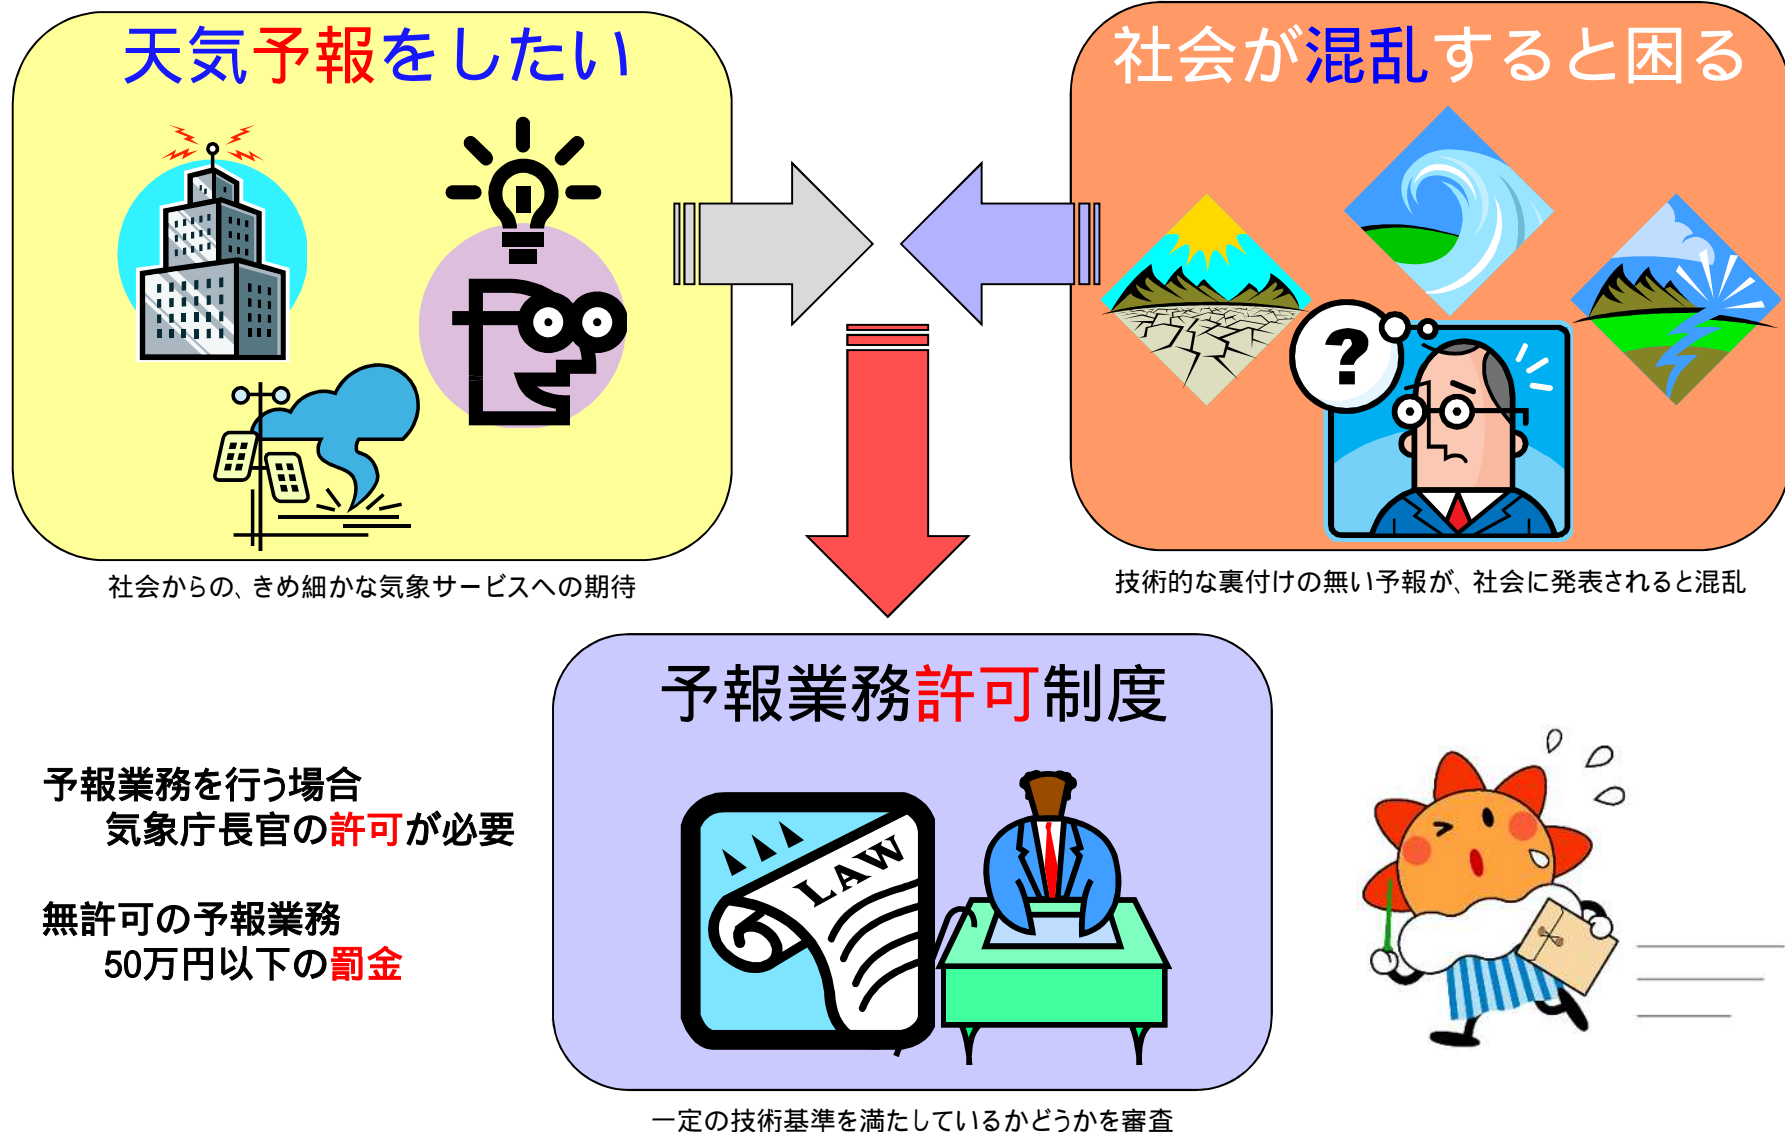 天気予報をしたい
社会が混乱すると困る
?
社会からの、きめ細かな気象サービスへの期待
技術的な裏付けの無い予報が、社会に発表されると混乱
予報業務許可制度
LAW
予報業務を行う場合
気象庁長官の許可が必要
無許可の予報業務
50万円以下の罰金
一定の技術基準を満たしているかどうかを審査